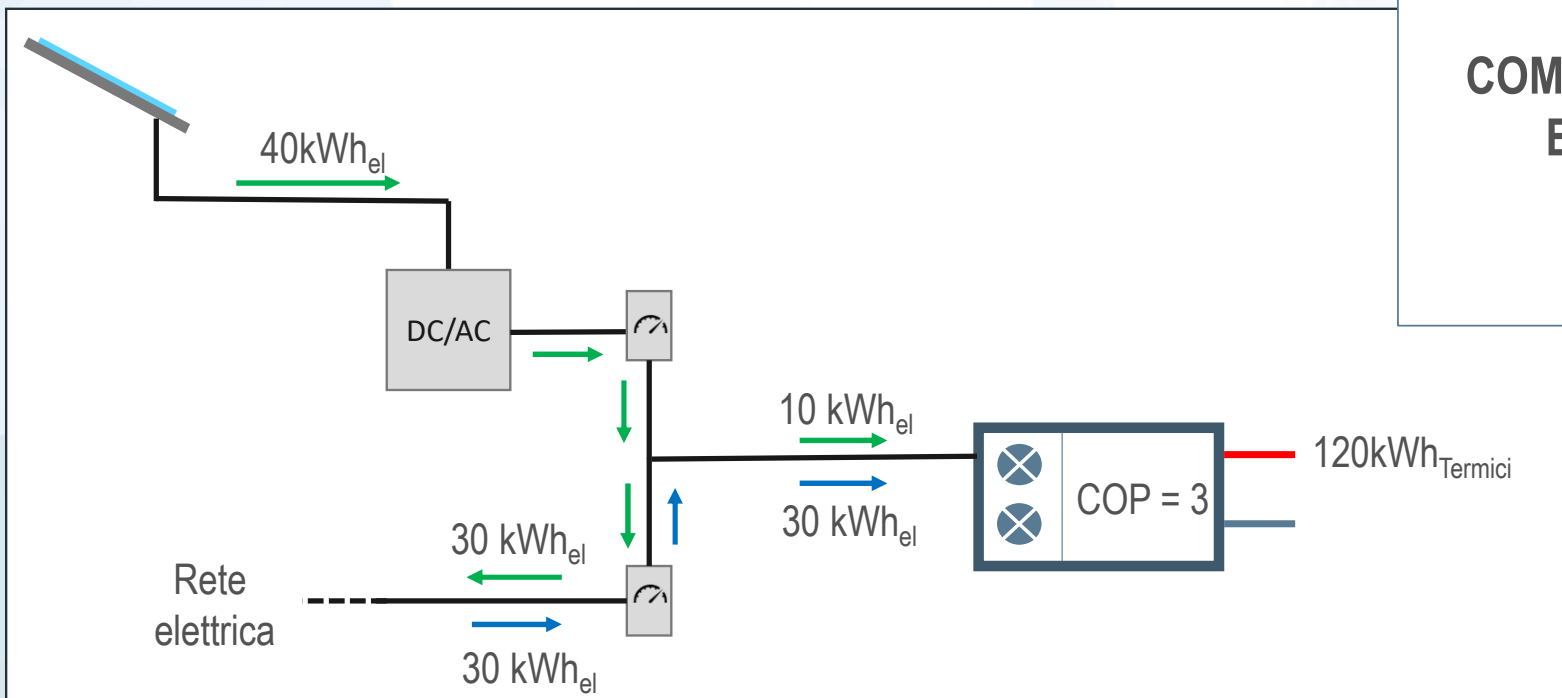 COM
E
40kWhel
DC/AC
10 kWhel
30 kWhel
COP = 3
120kWhTermici
30 kWhel
Rete
elettrica
30 kWhel